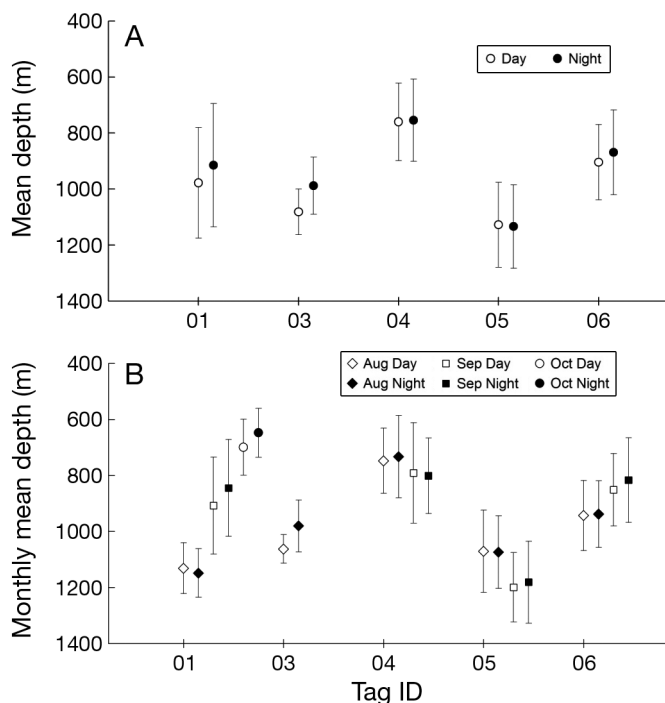 A
Day Night
Mean depth (m)
400
600
800
1000
1200
1400
01 03 04 05 06
B
Aug Day Sep Day Oct Day
Aug Night Sep Night Oct Night
Monthly mean depth (m)
400
600
800
1000
1200
1400
01 03 04 05 06
Tag ID